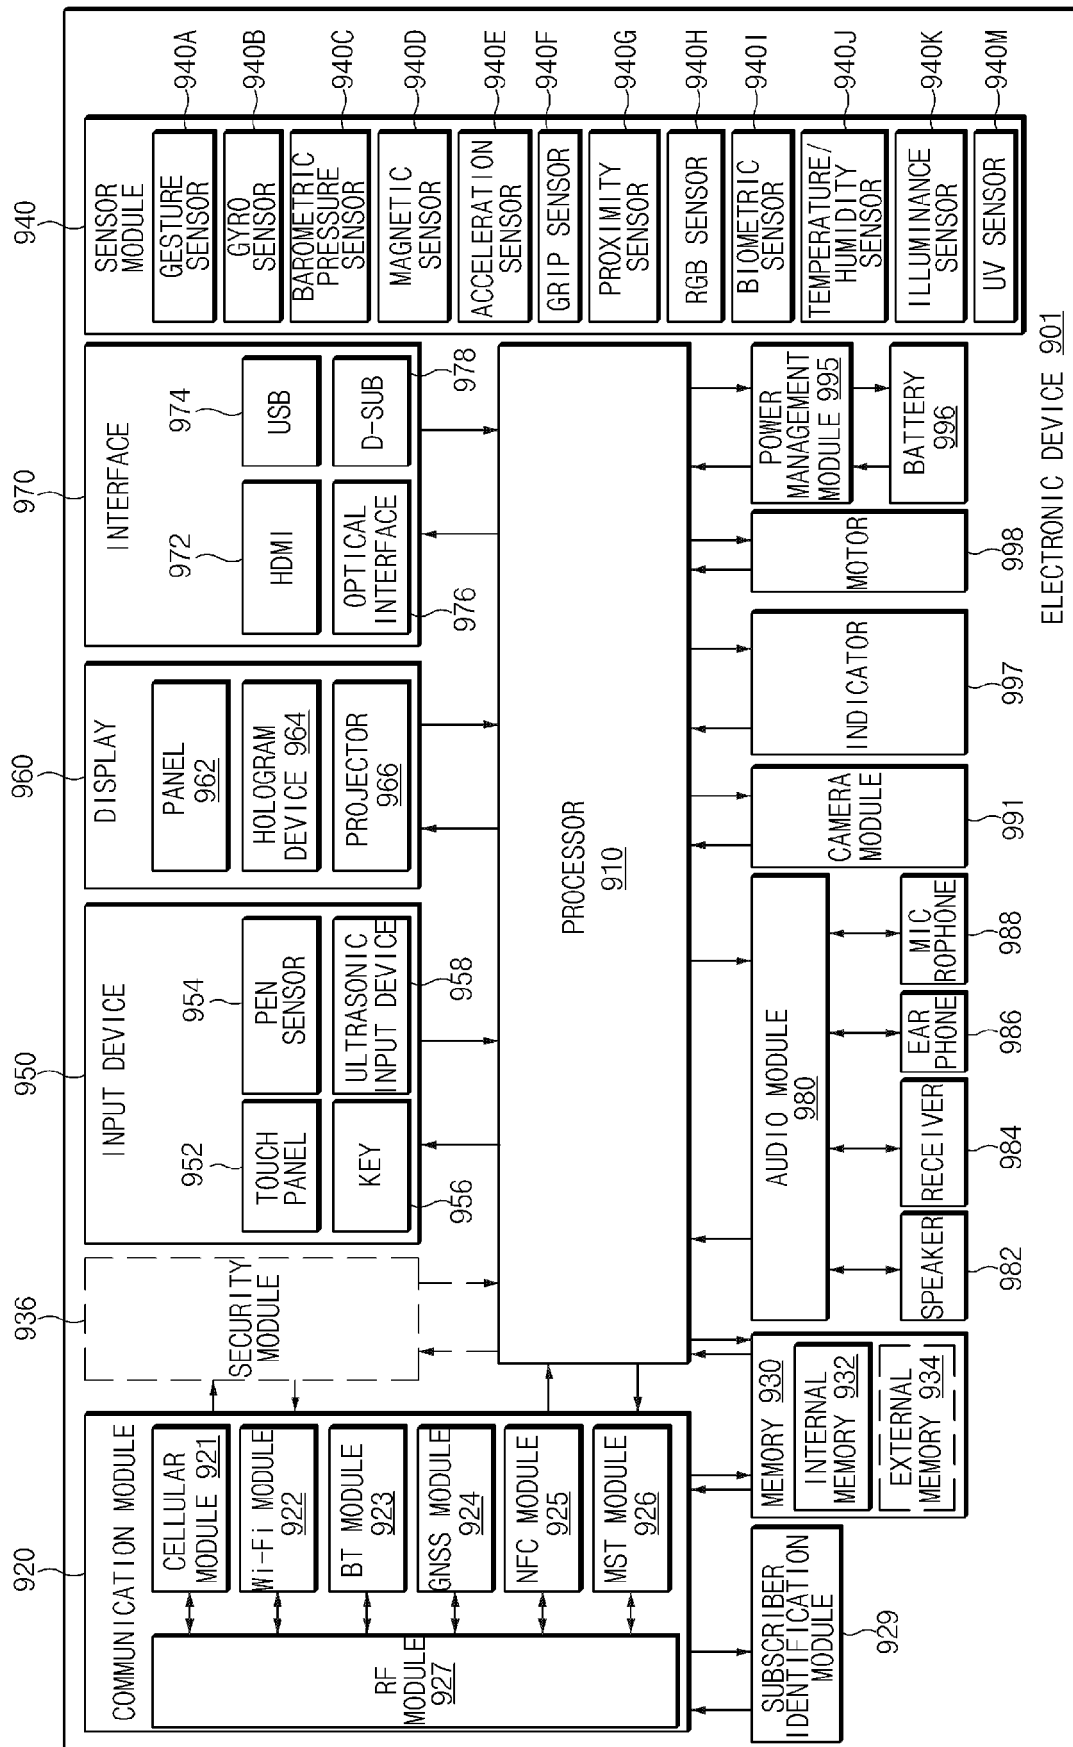 920
COMMUNICATION MODULE
CELLULAR
MODULE 921
Wi-Fi MODULE
922
BT MODULE
923
GNSS MODULE
924
NFC MODULE
925
MST MODULE
926
RF
MODULE
927
936
SECURITY
MODULE
950
INPUT DEVICE
952
TOUCH
PANEL
954
PEN
SENSOR
KEY
956
ULTRASONIC
INPUT DEVICE
958
960
DISPLAY
PANEL
962
HOLOGRAM
DEVICE 964
PROJECTOR
966
970
INTERFACE
972
HDMI
974
USB
OPTICAL
INTERFACE
976
D-SUB
978
940
SENSOR
MODULE
GESTURE
SENSOR
940A
GYRO
SENSOR
940B
BAROMETRIC
PRESSURE
SENSOR
940C
MAGNETIC
SENSOR
940D
ACCELERATION
SENSOR
940E
GRIP SENSOR
940F
PROXIMITY
SENSOR
940G
RGB SENSOR
940H
BIOMETRIC
SENSOR
940I
TEMPERATURE/
HUMIDITY
SENSOR
940J
ILLUMINANCE
SENSOR
940K
UV SENSOR
940M
PROCESSOR
910
SUBSCRIBER
IDENTIFICATION
MODULE
929
MEMORY 930
INTERNAL
MEMORY 932
EXTERNAL
MEMORY 934
AUDIO MODULE
980
SPEAKER
982
RECEIVER
984
EAR
PHONE
986
MIC
ROPHONE
988
CAMERA
MODULE
991
INDICATOR
997
MOTOR
998
POWER
MANAGEMENT
MODULE 995
BATTERY
996
ELECTRONIC DEVICE 901